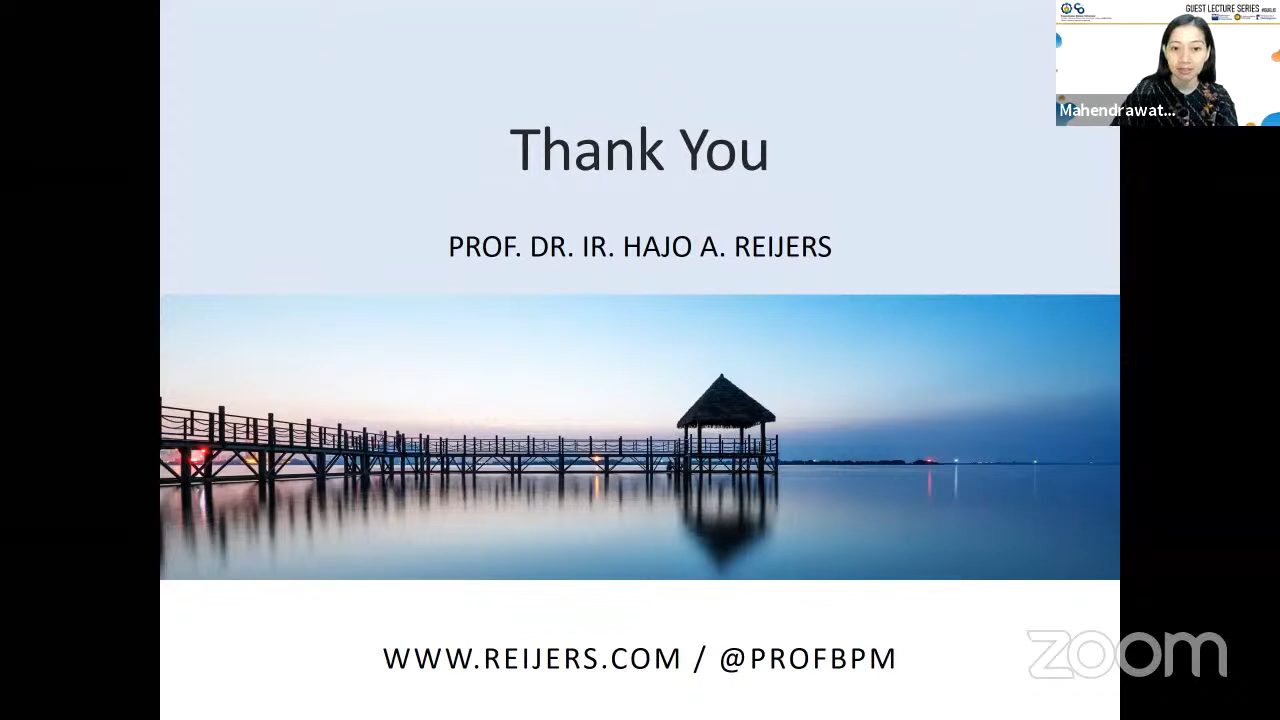 GUEST LECTURE SERIES
Mahendrawat...
Thank You
PROF. DR. IR. HAJO A. REIJERS
WWW.REIJERS.COM / @PROFBPM
zoom